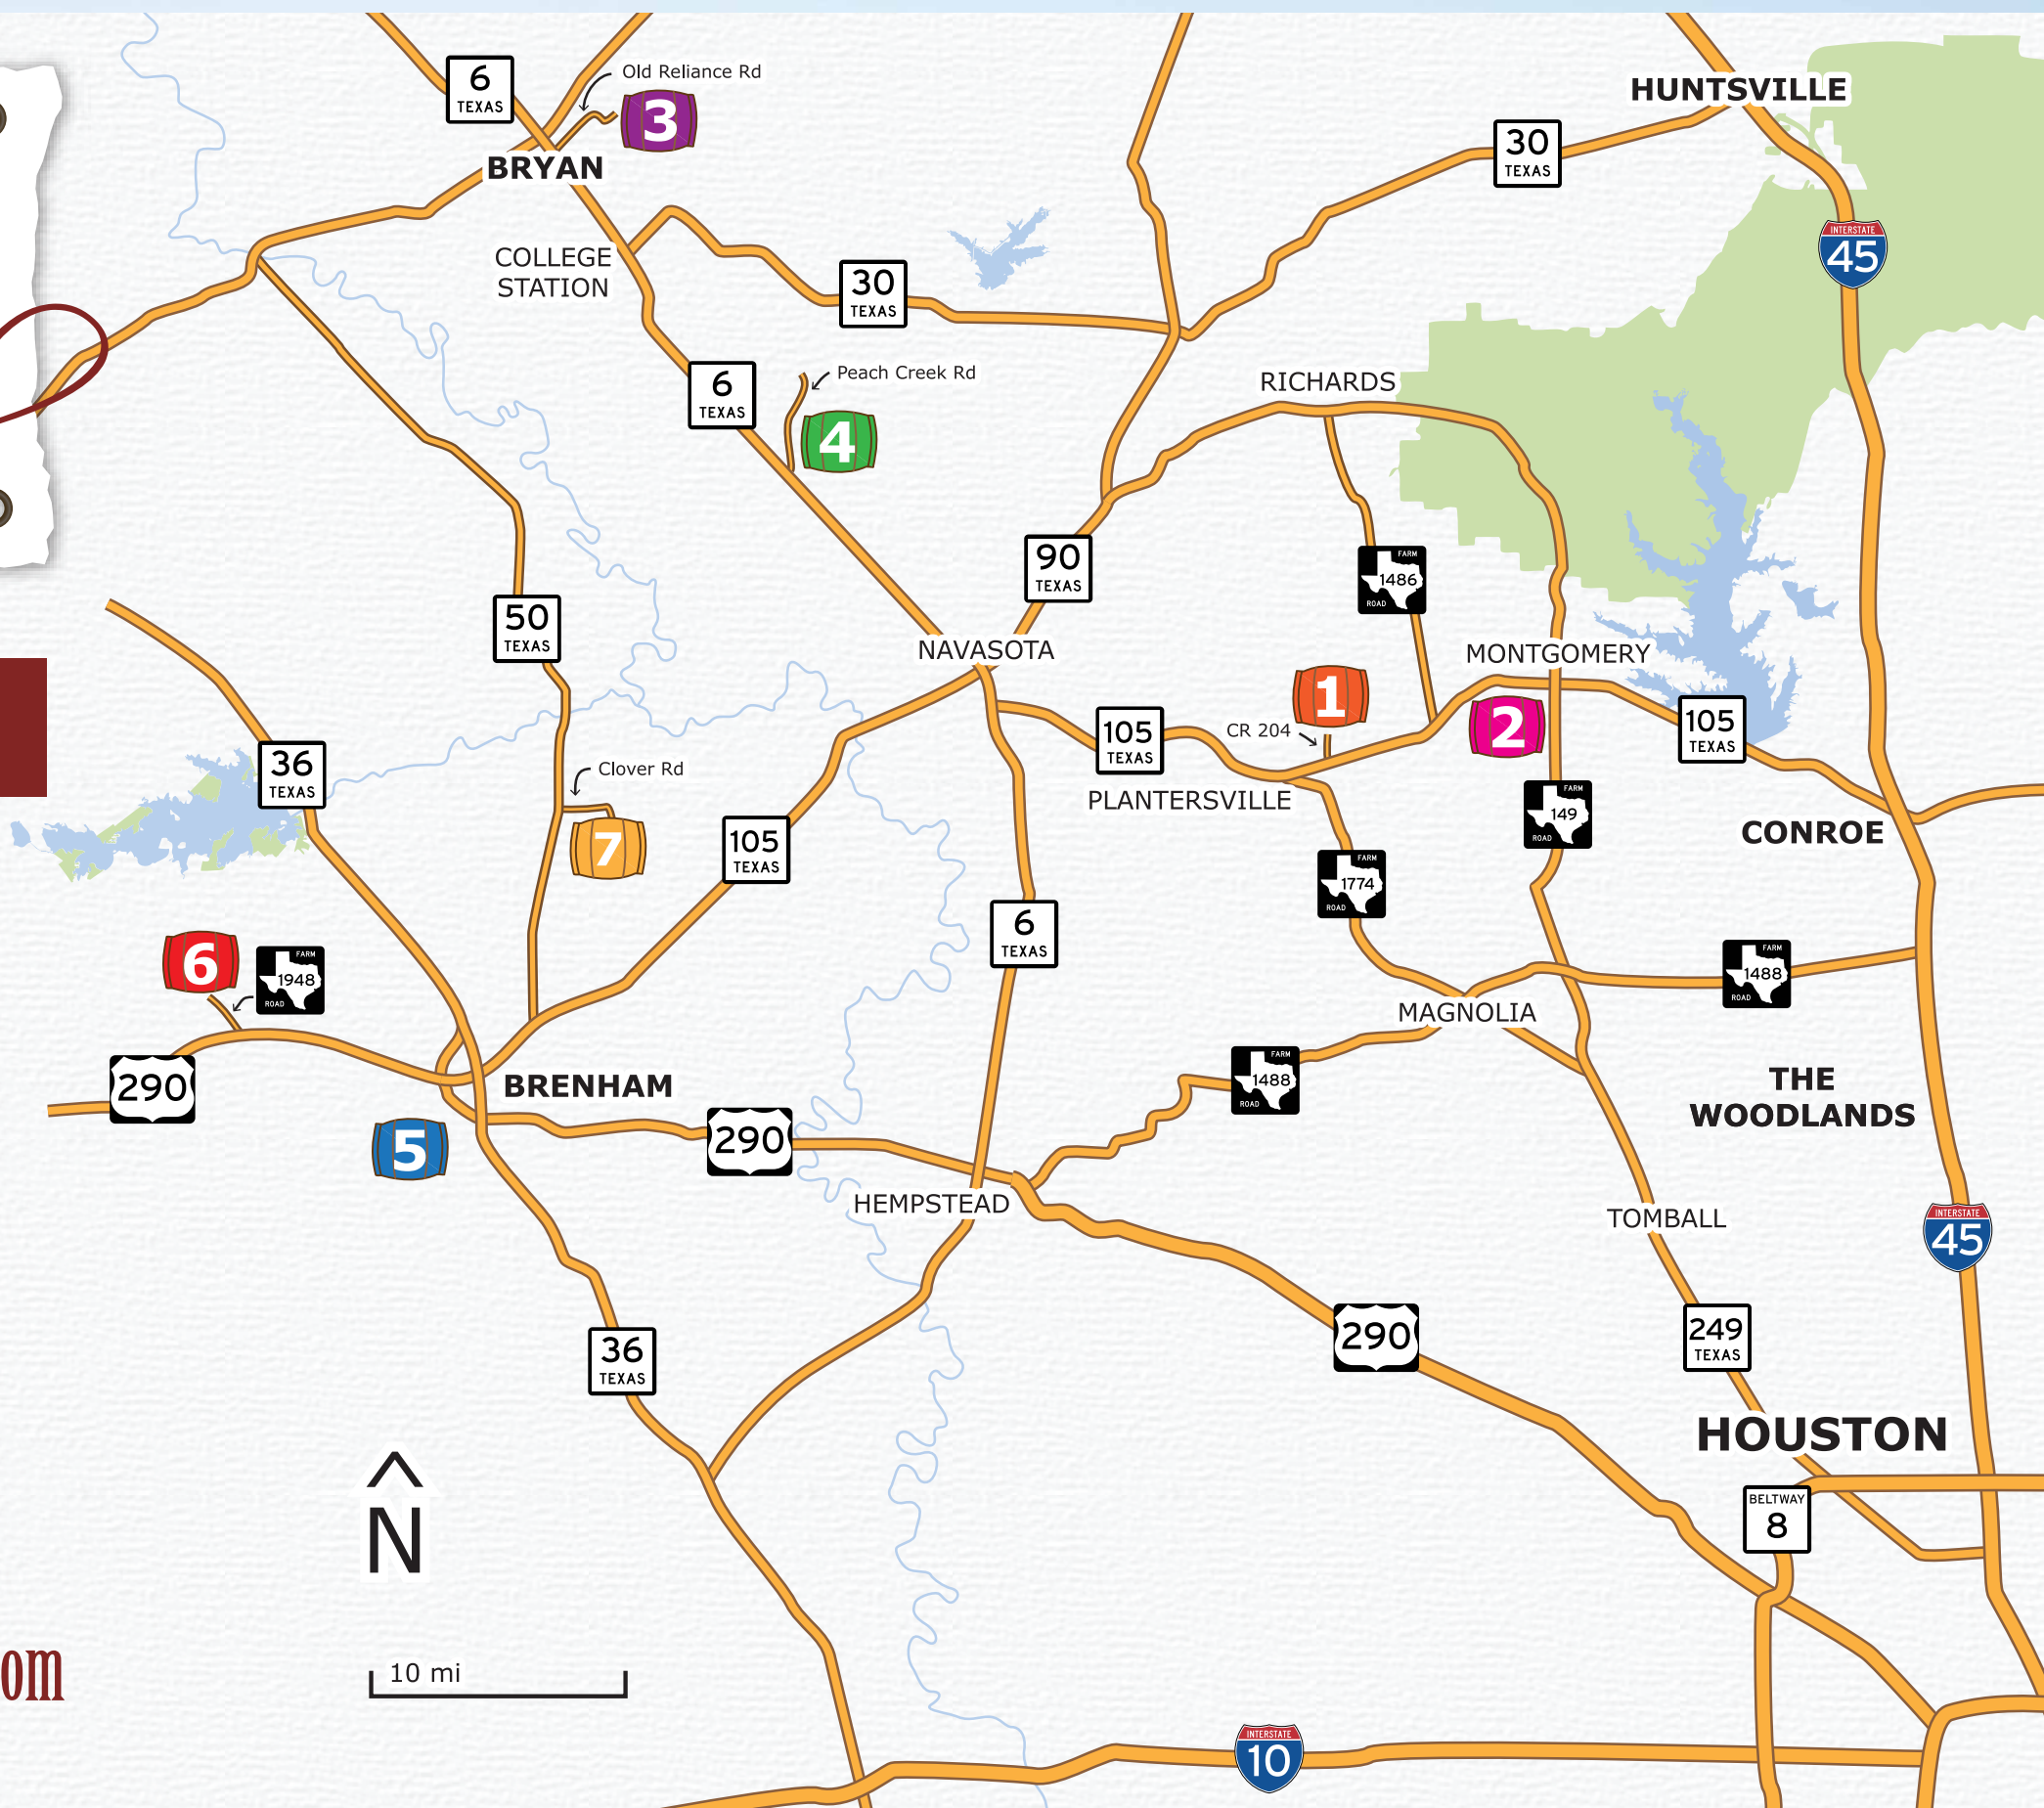 6
TEXAS
Old Reliance Rd
3
HUNTSVILLE
BRYAN
30
TEXAS
INTERSTATE
45
COLLEGE
STATION
30
TEXAS
6
TEXAS
Peach Creek Rd
4
RICHARDS
90
TEXAS
FARM
1486
ROAD
50
TEXAS
NAVASOTA
MONTGOMERY
1
2
CR 204
105
TEXAS
105
TEXAS
36
TEXAS
Clover Rd
7
PLANTERSVILLE
FARM
149
ROAD
CONROE
105
TEXAS
FARM
1774
ROAD
6
TEXAS
6
FARM
1948
ROAD
FARM
1488
ROAD
MAGNOLIA
290
BRENHAM
FARM
1488
ROAD
THE
WOODLANDS
5
290
HEMPSTEAD
TOMBALL
INTERSTATE
45
36
TEXAS
290
249
TEXAS
HOUSTON
BELTWAY
8
N
10 mi
om
INTERSTATE
10